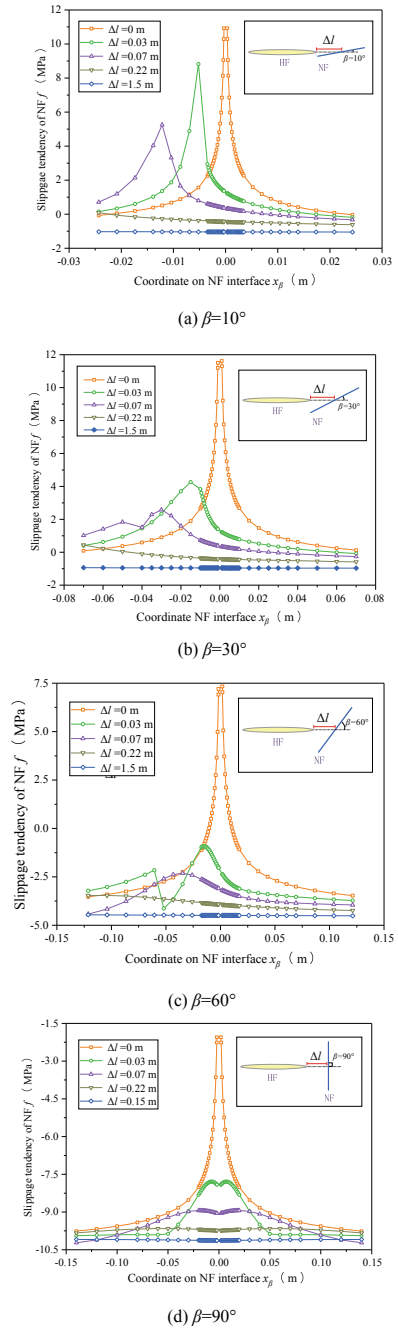 Δl=0 m
Δl=0.03 m
Δl=0.07 m
Δl=0.22 m
Δl=1.5 m
Δl
HF
NF
β=10°
12
10
8
6
4
2
0
-2
Slippgae tendency of NF f （MPa）
-0.03 -0.02 -0.01 0.00 0.01 0.02 0.03
Coordinate on NF interface xβ （m）
(a) β=10°
Δl=0 m
Δl=0.03 m
Δl=0.07 m
Δl=0.22 m
Δl=1.5 m
Δl
HF
NF
β=30°
12
10
8
6
4
2
0
-2
Slippage tendency of NF f （MPa）
-0.08 -0.06 -0.04 -0.02 0.00 0.02 0.04 0.06 0.08
Coordinate NF interface xβ （m）
(b) β=30°
Δl=0 m
Δl=0.03 m
Δl=0.07 m
Δl=0.22 m
Δl=1.5 m
Δl
HF
NF
β=60°
7.5
5.0
2.5
0.0
-2.5
-5.0
Slippage tendency of NF f （MPa）
-0.15 -0.10 -0.05 0.00 0.05 0.10 0.15
Coordinate on NF interface xβ （m）
(c) β=60°
Δl=0 m
Δl=0.03 m
Δl=0.07 m
Δl=0.22 m
Δl=0.15 m
Δl
HF
NF
β=90°
-1.5
-3.0
-4.5
-6.0
-7.5
-9.0
-10.5
Slippage tendency of NF f （MPa）
-0.15 -0.10 -0.05 0.00 0.05 0.10 0.15
Coordinate on NF interface xβ （m）
(d) β=90°